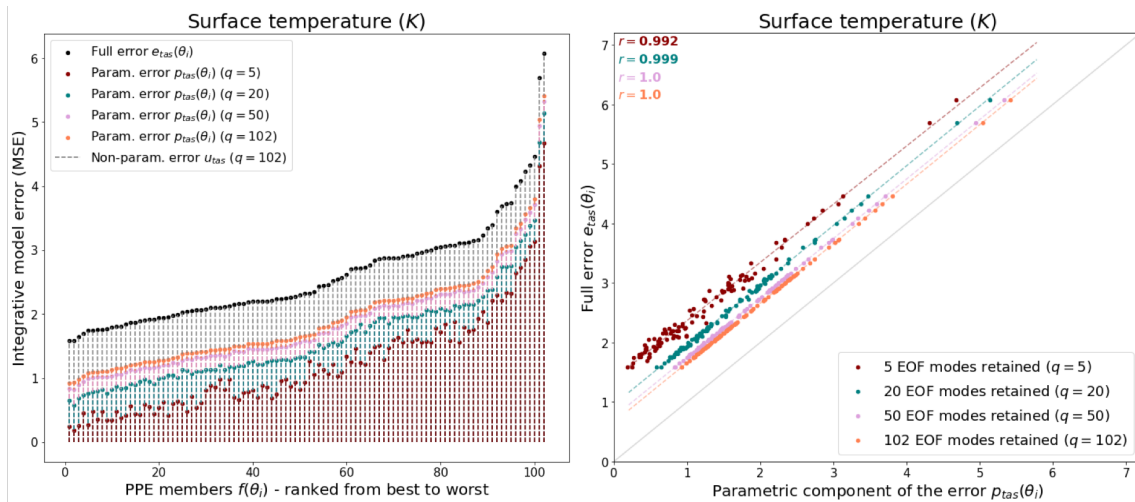 Surface temperature (K)
Integrative model error (MSE)
6
5
4
3
2
1
0
Full error e_tas(θ_i)
Param. error p_tas(θ_i) (q = 5)
Param. error p_tas(θ_i) (q = 20)
Param. error p_tas(θ_i) (q = 50)
Param. error p_tas(θ_i) (q = 102)
Non-param. error u_tas (q = 102)
0 20 40 60 80 100
PPE members f(θ_i) - ranked from best to worst
Surface temperature (K)
Full error e_tas(θ_i)
7
6
5
4
3
2
1
0
r = 0.992
r = 0.999
r = 1.0
r = 1.0
5 EOF modes retained (q = 5)
20 EOF modes retained (q = 20)
50 EOF modes retained (q = 50)
102 EOF modes retained (q = 102)
0 1 2 3 4 5 6 7
Parametric component of the error p_tas(θ_i)